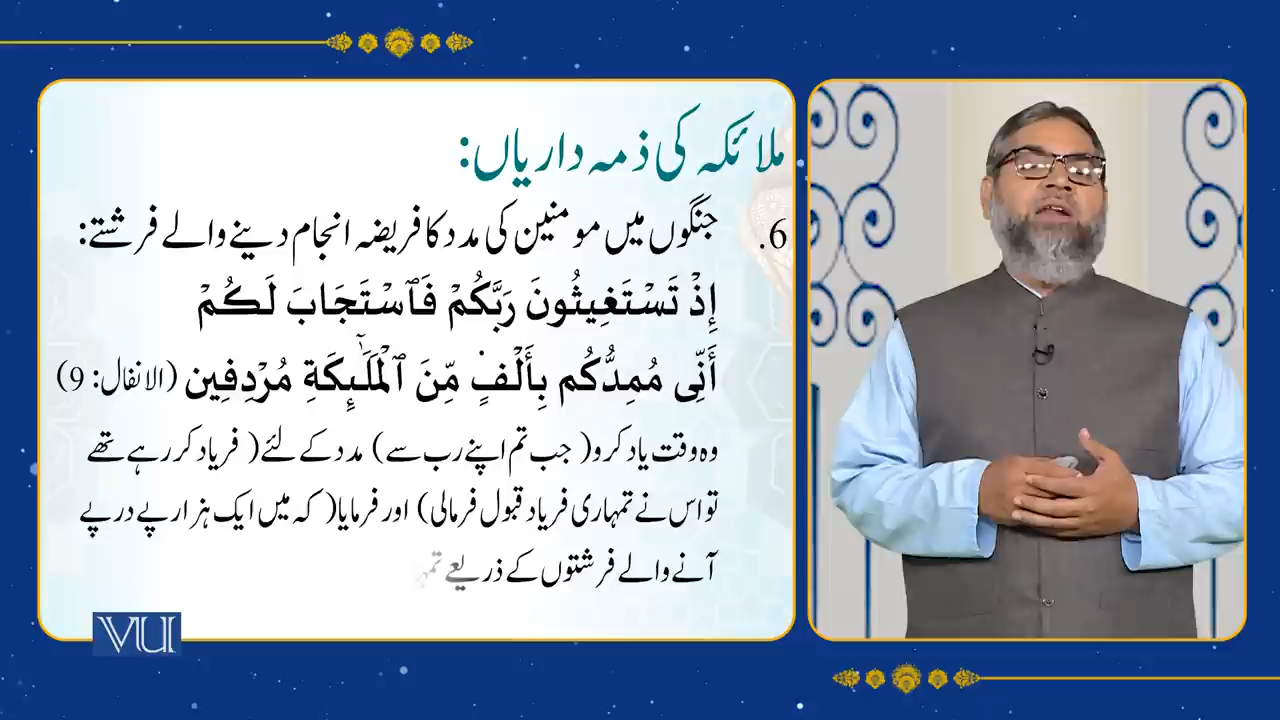 ملائکہ کی ذمہ داریاں:
6. جنگوں میں مومنین کی مدد کا فریضہ انجام دینے والے فرشتے:
إِذْ تَسْتَغِيثُونَ رَبَّكُمْ فَٱسْتَجَابَ لَكُمْ
أَنِّى مُمِدُّكُم بِأَلْفٍۢ مِّنَ ٱلْمَلَـٰٓئِكَةِ مُرْدِفِين (الانفال: 9)
وہ وقت یاد کرو( جب تم اپنے رب سے) مدد کے لئے( فریاد کر رہے تھے
تو اس نے تمہاری فریاد قبول فرمالی) اور فرمایا( کہ میں ایک ہزار پے در پے
آنے والے فرشتوں کے ذریعے
VU